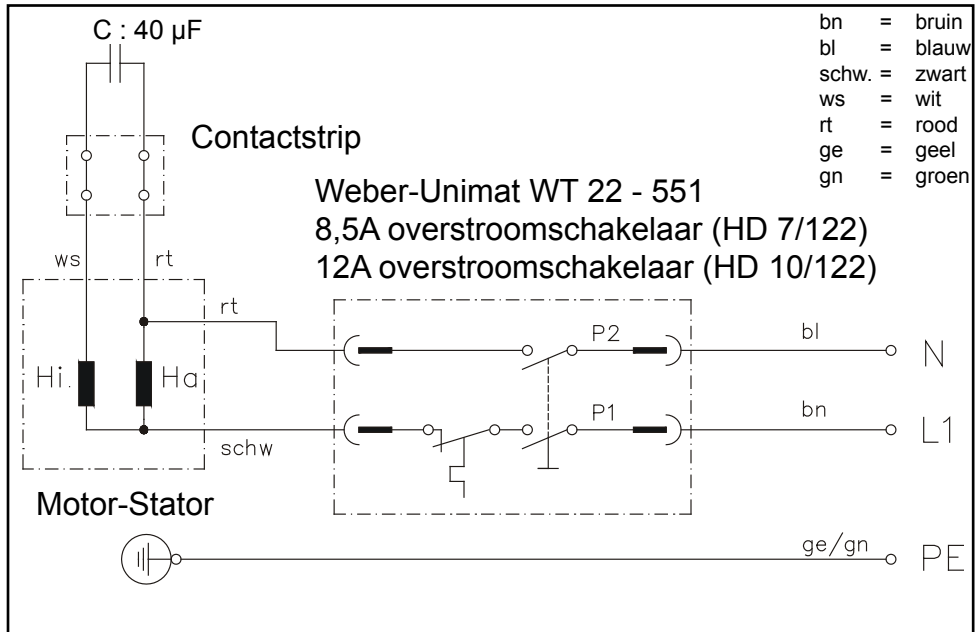 C : 40 µF
bn = bruin
bl = blauw
schw. = zwart
ws = wit
rt = rood
ge = geel
gn = groen
Contactstrip
Weber-Unimat WT 22 - 551
8,5A overstroomschakelaar (HD 7/122)
12A overstroomschakelaar (HD 10/122)
ws rt
rt
P2
bl
N
Hi. Ha
P1
bn
L1
schw
Motor-Stator
ge/gn
PE